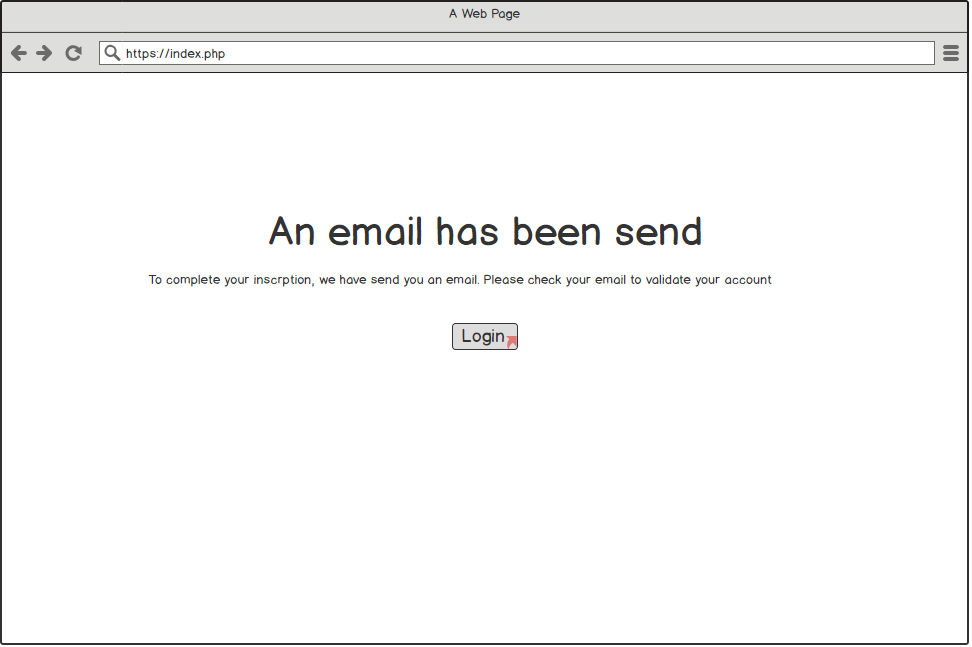 A Web Page
https://index.php
An email has been send
To complete your inscrption, we have send you an email. Please check your email to validate your account
Login